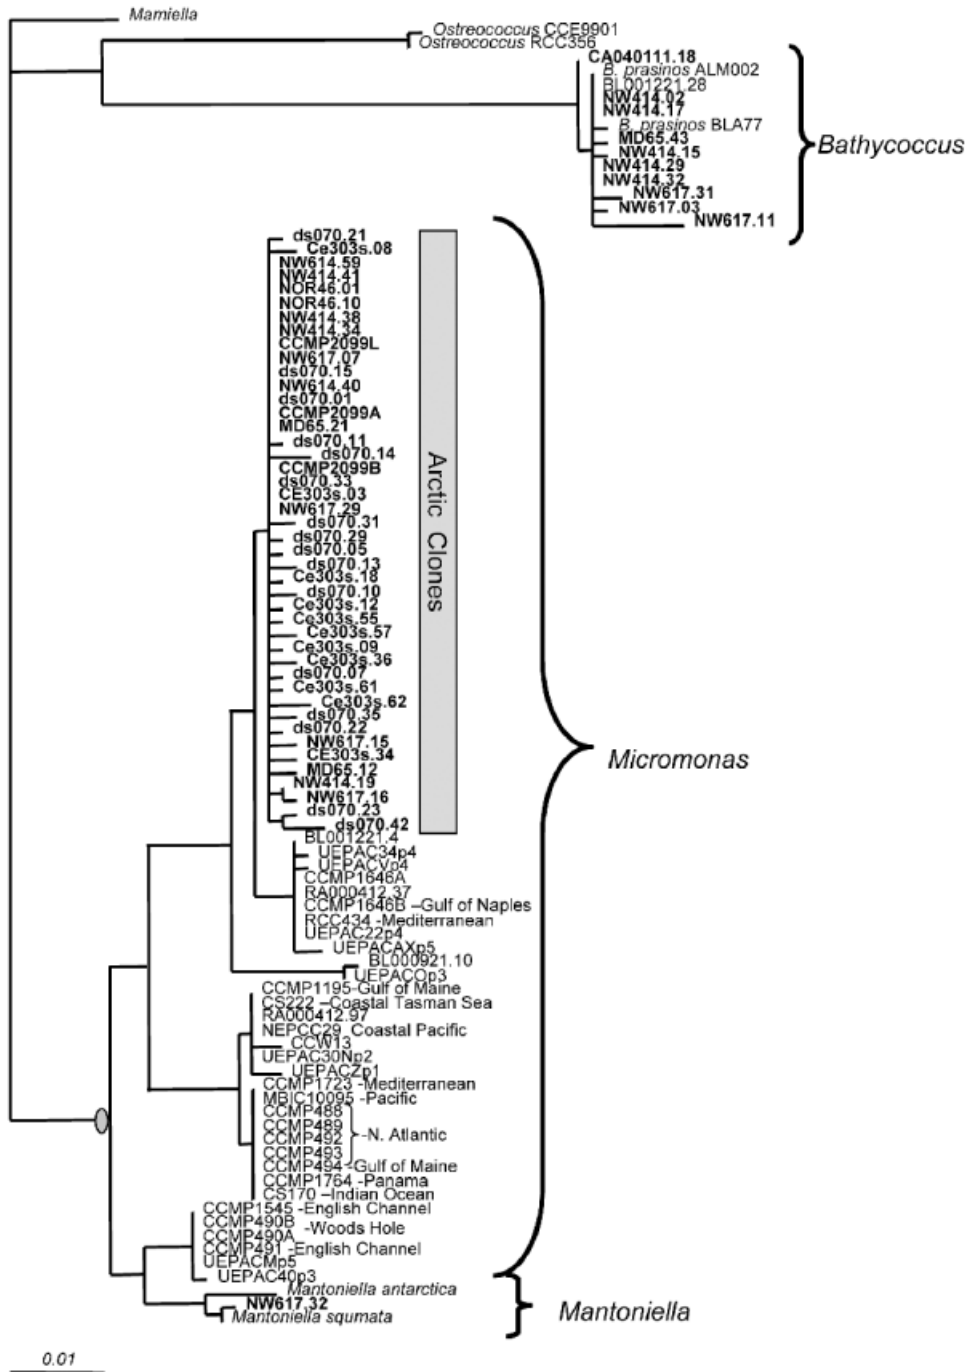 Mamiella
Ostreococcus CCE9901
Ostreococcus RCC356
CA040111.18
B. prasinos ALM002
BL001221.28
NW414.02
NW414.17
B. prasinos BLA77
MD65.43
NW414.15
NW414.29
NW414.32
NW617.31
NW617.03
NW617.11
Bathycoccus
ds070.21
Ce303s.08
NW614.59
NW414.41
NOR46.01
NOR46.10
NW414.38
NW414.34
CCMP2099L
NW617.07
ds070.15
NW614.40
ds070.01
CCMP2099A
MD65.21
ds070.11
ds070.14
CCMP2099B
ds070.33
CE303s.03
NW617.29
ds070.31
ds070.29
ds070.05
ds070.13
Ce303s.18
ds070.10
Ce303s.12
Ce303s.55
Ce303s.57
Ce303s.09
Ce303s.36
ds070.07
Ce303s.61
Ce303s.62
ds070.35
ds070.22
NW617.15
CE303s.34
MD65.12
NW414.19
NW617.16
ds070.23
ds070.42
Arctic Clones
Micromonas
BL001221.4
UEPAC34p4
UEPACVp4
CCMP1646A
RA000412.37
CCMP1646B –Gulf of Naples
RCC434 -Mediterranean
UEPAC22p4
UEPACAXp5
BL000921.10
UEPACOp3
CCMP1195-Gulf of Maine
CS222 –Coastal Tasman Sea
RA000412.97
NEPCC29 Coastal Pacific
CCW13
UEPAC30Np2
UEPACZp1
CCMP1723 -Mediterranean
MBIC10095 -Pacific
CCMP488
CCMP489
CCMP492
CCMP493
-N. Atlantic
CCMP494 -Gulf of Maine
CCMP1764 -Panama
CS170 –Indian Ocean
CCMP1545 -English Channel
CCMP490B
CCMP490A
-Woods Hole
CCMP491 -English Channel
UEPACMp5
UEPAC40p3
Mantoniella antarctica
NW617.32
Mantoniella squmata
Mantoniella
0.01